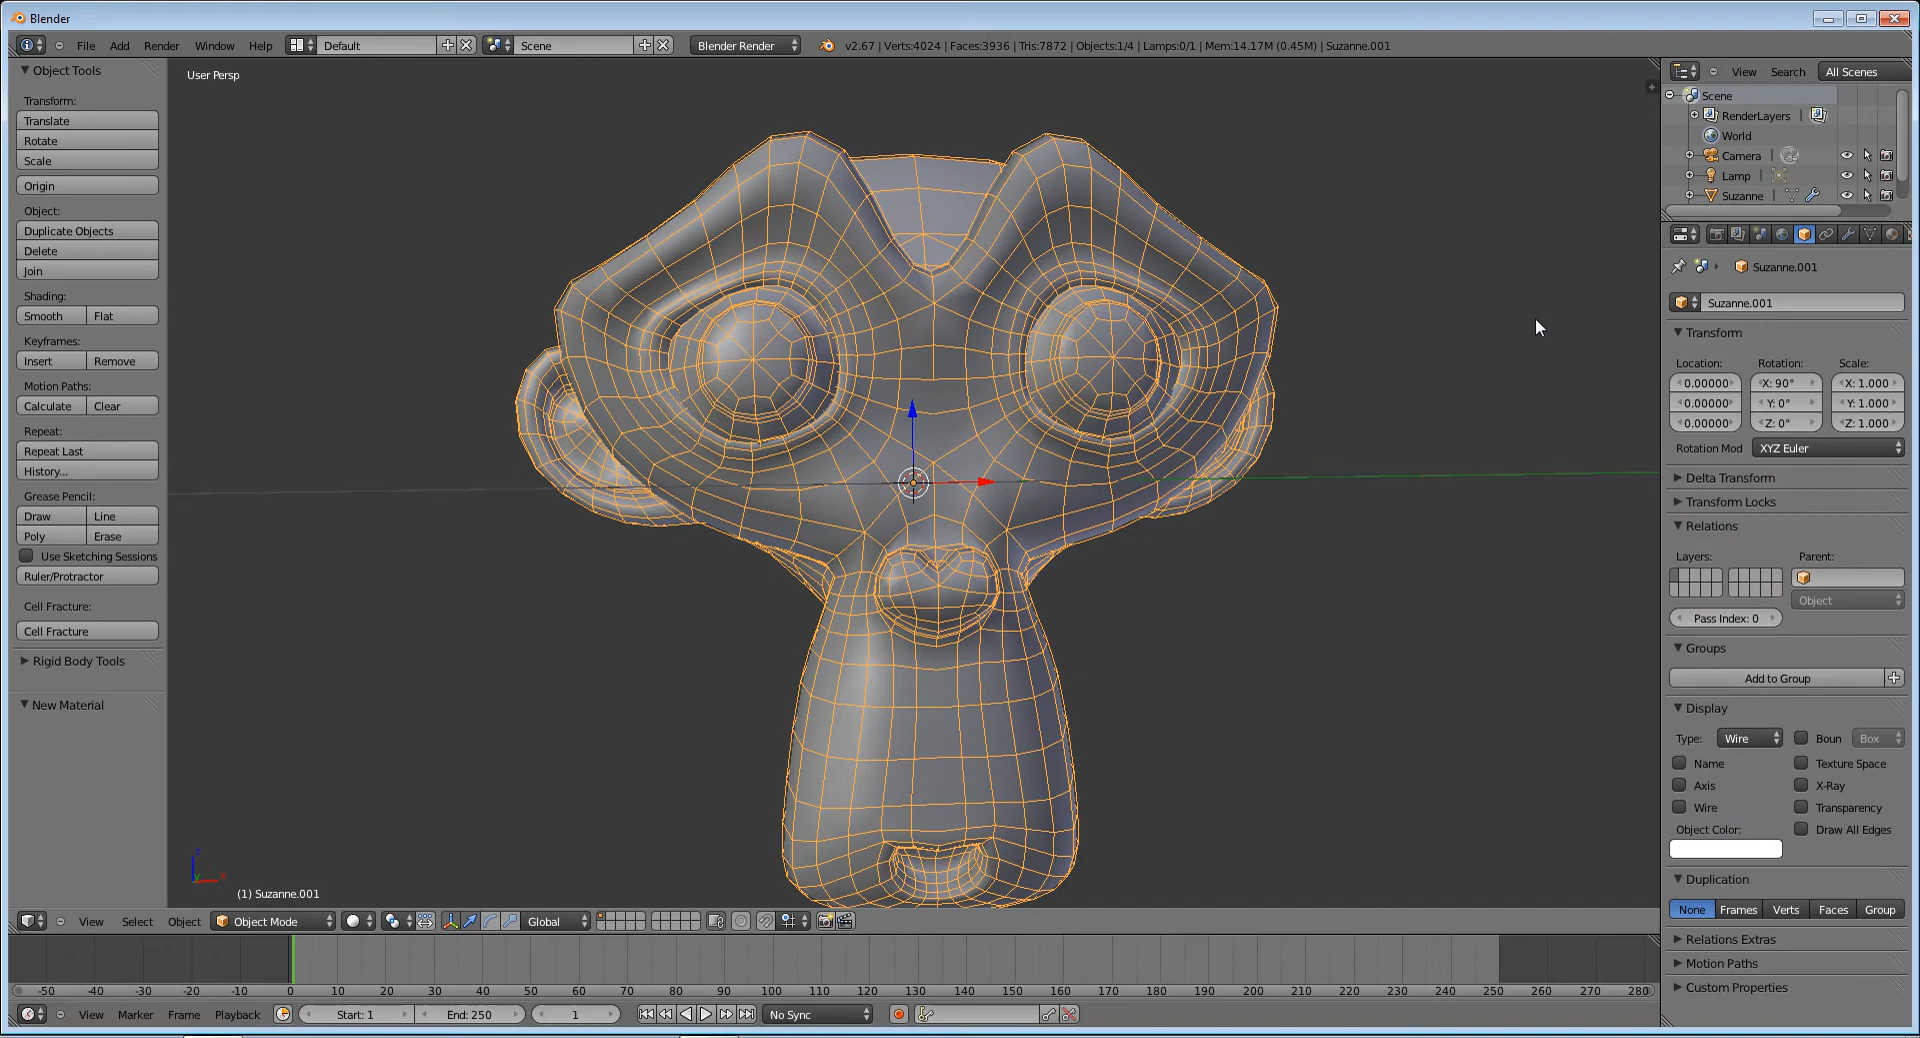 Blender
File Add Render Window Help Default Scene Blender Render v2.67 | Verts:4024 | Faces:3936 | Tris:7872 | Objects:1/4 | Lamps:0/1 | Mem:14.17M (0.45M) | Suzanne.001
Object Tools
Transform:
Translate
Rotate
Scale
Origin
Object:
Duplicate Objects
Delete
Join
Shading:
Smooth Flat
Keyframes:
Insert Remove
Motion Paths:
Calculate Clear
Repeat:
Repeat Last
History...
Grease Pencil:
Draw Line
Poly Erase
Use Sketching Sessions
Ruler/Protractor
Cell Fracture:
Cell Fracture
Rigid Body Tools
New Material
User Persp
z
y x
(1) Suzanne.001
View Select Object Object Mode Global
-50 -40 -30 -20 -10 0 10 20 30 40 50 60 70 80 90 100 110 120 130 140 150 160 170 180 190 200 210 220 230 240 250 260 270 280
View Marker Frame Playback Start: 1 End: 250 1 No Sync
View Search All Scenes
Scene
RenderLayers |
World
Camera |
Lamp |
Suzanne |
Suzanne.001
Suzanne.001
Transform
Location: Rotation: Scale:
0.00000 X: 90° X: 1.000
0.00000 Y: 0° Y: 1.000
0.00000 Z: 0° Z: 1.000
Rotation Mod XYZ Euler
Delta Transform
Transform Locks
Relations
Layers: Parent:
Object
Pass Index: 0
Groups
Add to Group
Display
Type: Wire Boun Box
Name Texture Space
Axis X-Ray
Wire Transparency
Object Color: Draw All Edges
Duplication
None Frames Verts Faces Group
Relations Extras
Motion Paths
Custom Properties